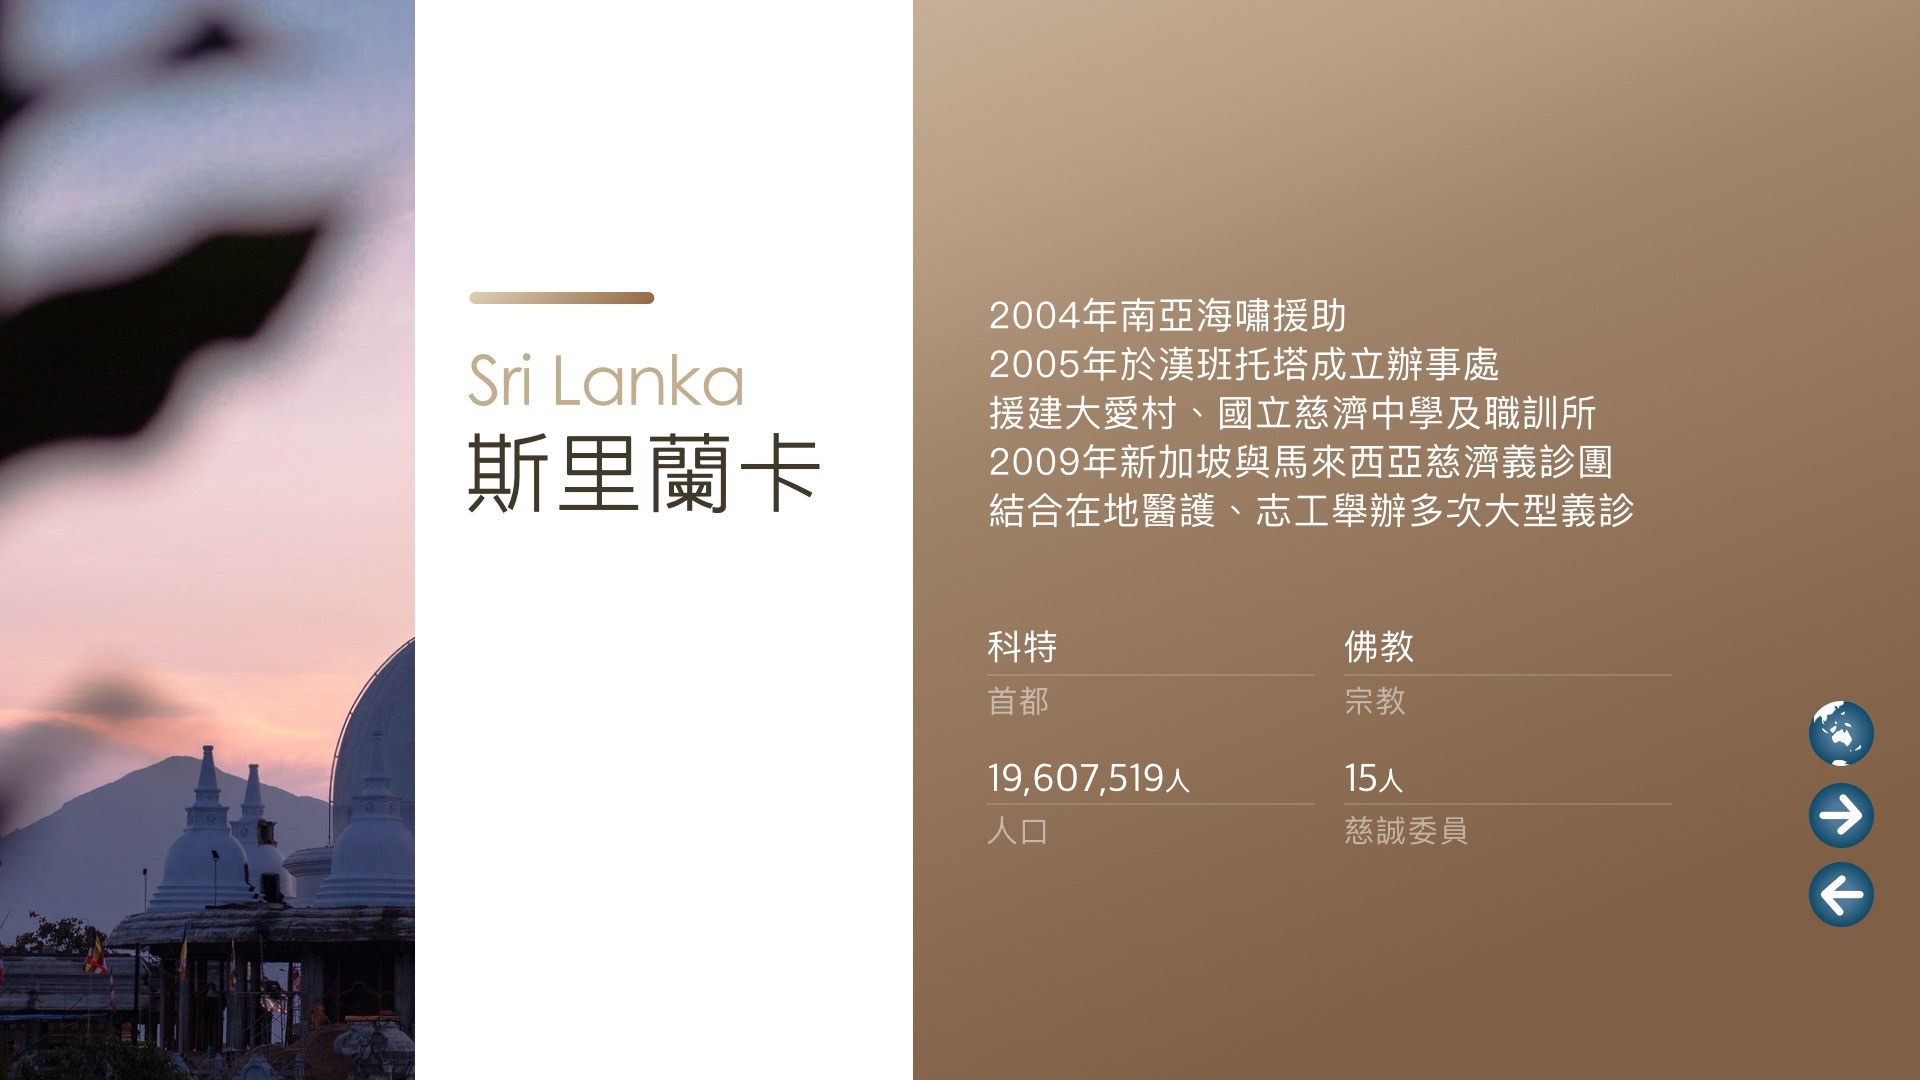 Sri Lanka
斯里蘭卡
2004年南亞海嘯援助
2005年於漢班托塔成立辦事處
援建大愛村、國立慈濟中學及職訓所
2009年新加坡與馬來西亞慈濟義診團
結合在地醫護、志工舉辦多次大型義診
科特
首都
佛教
宗教
19,607,519人
人口
15人
慈誠委員